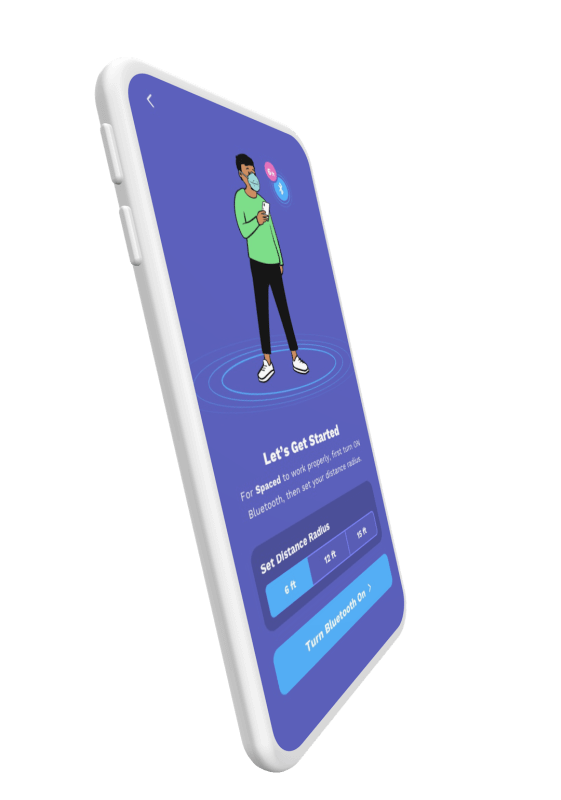 Let's Get Started
For Spaced to work properly, first turn ON
Bluetooth, then set your distance radius.
Set Distance Radius
6 ft
12 ft
15 ft
Turn Bluetooth On